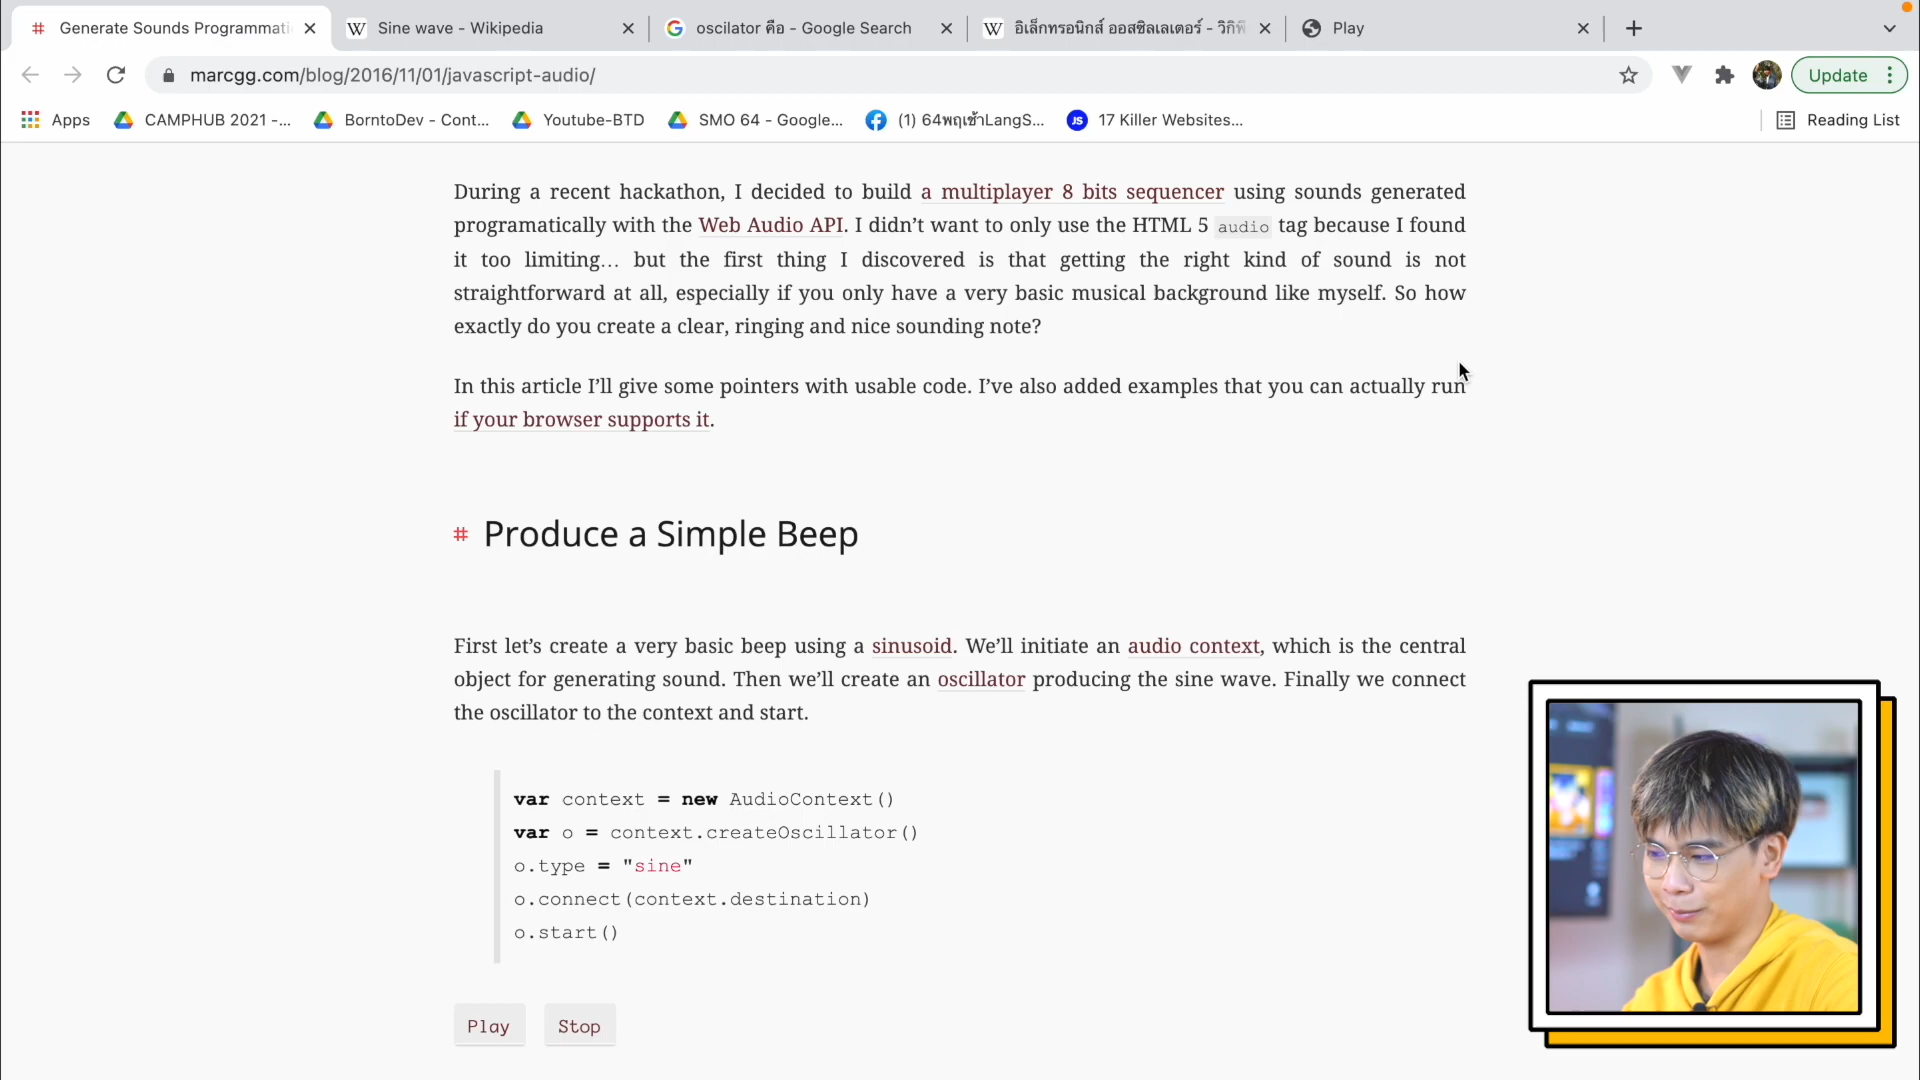 # Generate Sounds Programmati
Sine wave - Wikipedia
oscilator คือ - Google Search
อิเล็กทรอนิกส์ ออสซิลเลเตอร์ - วิกิพี
Play
marcgg.com/blog/2016/11/01/javascript-audio/
Update
Apps
CAMPHUB 2021 -...
BorntoDev - Cont...
Youtube-BTD
SMO 64 - Google...
(1) 64พฤเช้าLangS...
JS 17 Killer Websites...
Reading List
During a recent hackathon, I decided to build a multiplayer 8 bits sequencer using sounds generated
programatically with the Web Audio API. I didn’t want to only use the HTML 5 audio tag because I found
it too limiting… but the first thing I discovered is that getting the right kind of sound is not
straightforward at all, especially if you only have a very basic musical background like myself. So how
exactly do you create a clear, ringing and nice sounding note?
In this article I’ll give some pointers with usable code. I’ve also added examples that you can actually run
if your browser supports it.
# Produce a Simple Beep
First let’s create a very basic beep using a sinusoid. We’ll initiate an audio context, which is the central
object for generating sound. Then we’ll create an oscillator producing the sine wave. Finally we connect
the oscillator to the context and start.
var context = new AudioContext()
var o = context.createOscillator()
o.type = "sine"
o.connect(context.destination)
o.start()
Play
Stop